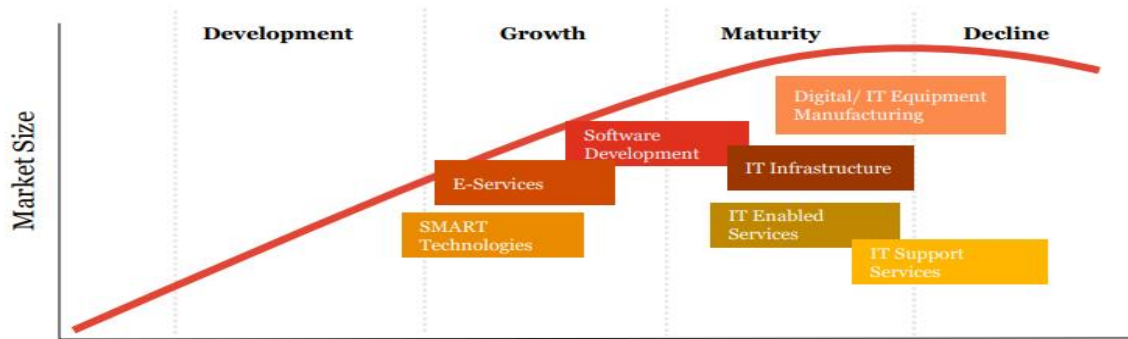 Development Growth Maturity Decline
Market Size
Digital/ IT Equipment
Manufacturing
Software
Development
IT Infrastructure
E-Services
SMART
Technologies
IT Enabled
Services
IT Support
Services